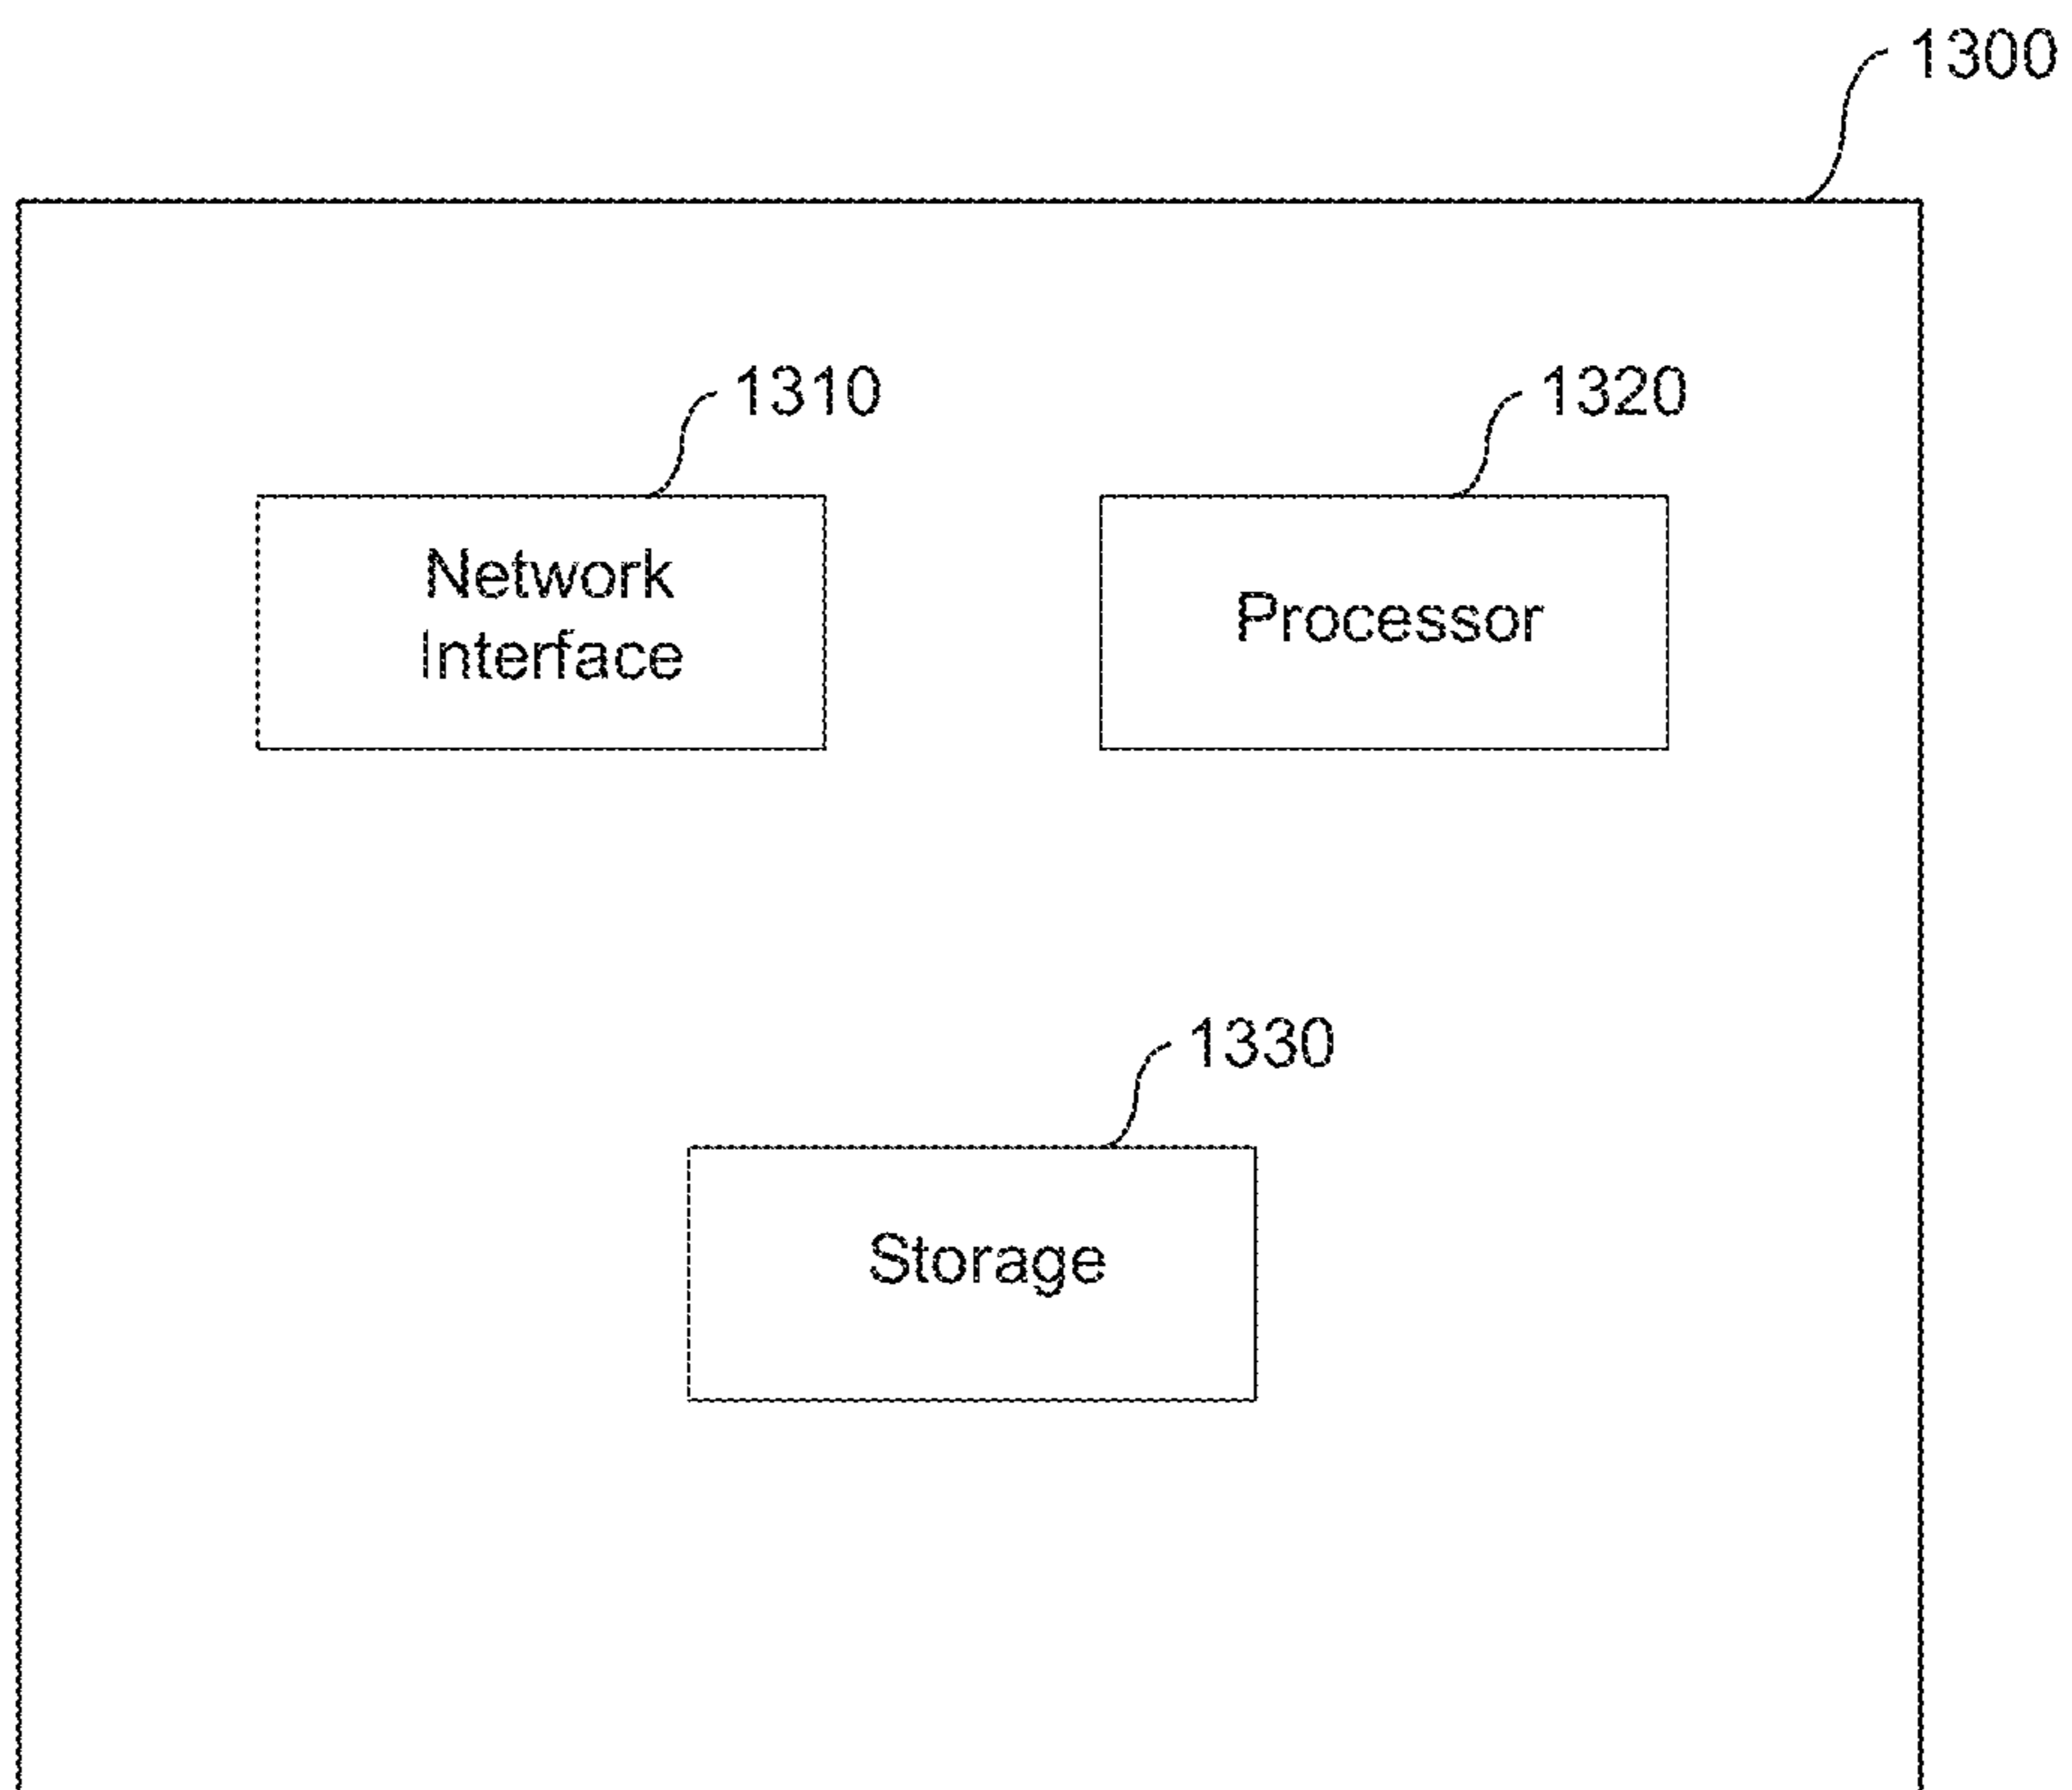 1300
1310
1320
Network
Interface
Processor
1330
Storage